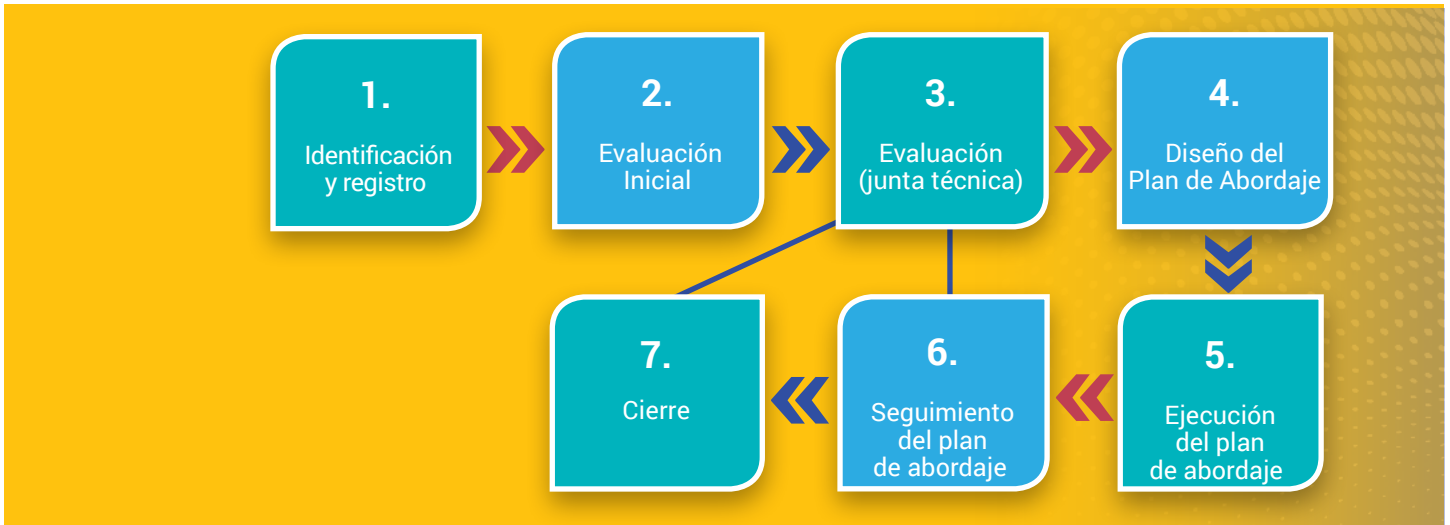 1.
Identificación
y registro
2.
Evaluación
Inicial
3.
Evaluación
(junta técnica)
4.
Diseño del
Plan de Abordaje
5.
Ejecución
del plan
de abordaje
6.
Seguimiento
del plan
de abordaje
7.
Cierre